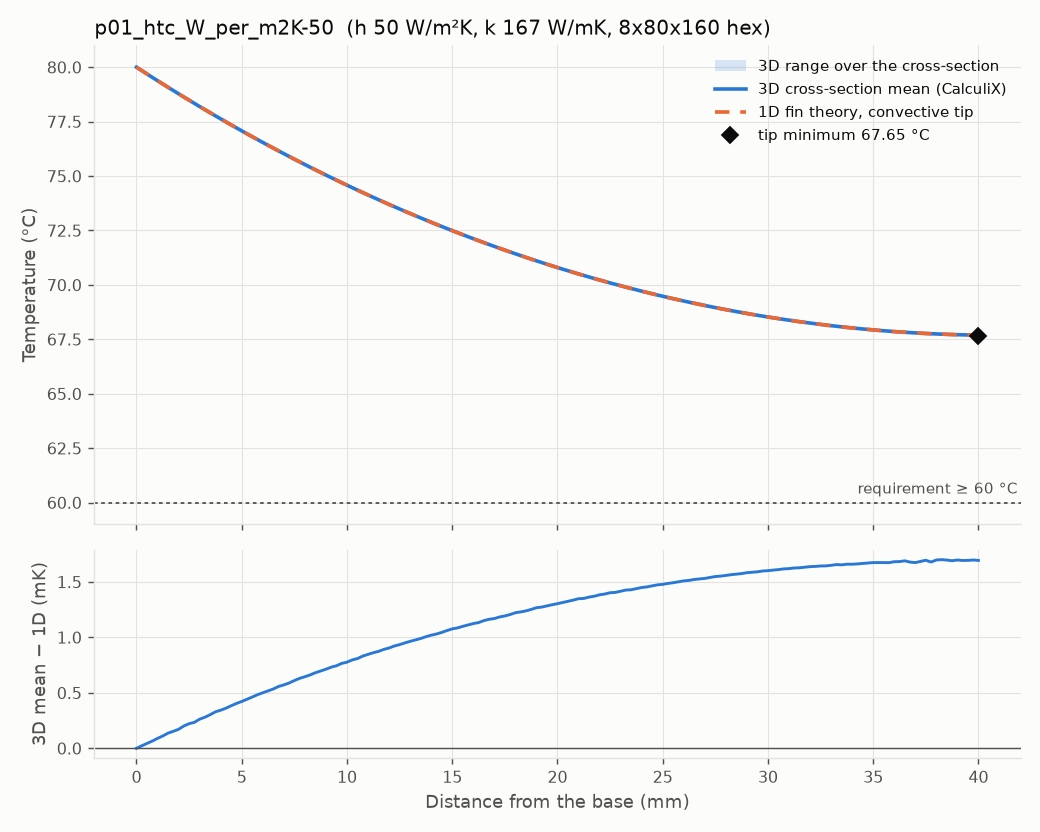 p01_htc_W_per_m2K-50  (h 50 W/m²K, k 167 W/mK, 8x80x160 hex)
3D range over the cross-section
3D cross-section mean (CalculiX)
1D fin theory, convective tip
tip minimum 67.65 °C
Temperature (°C)
80.0
77.5
75.0
72.5
70.0
67.5
65.0
62.5
60.0
requirement ≥ 60 °C
3D mean − 1D (mK)
1.5
1.0
0.5
0.0
0 5 10 15 20 25 30 35 40
Distance from the base (mm)